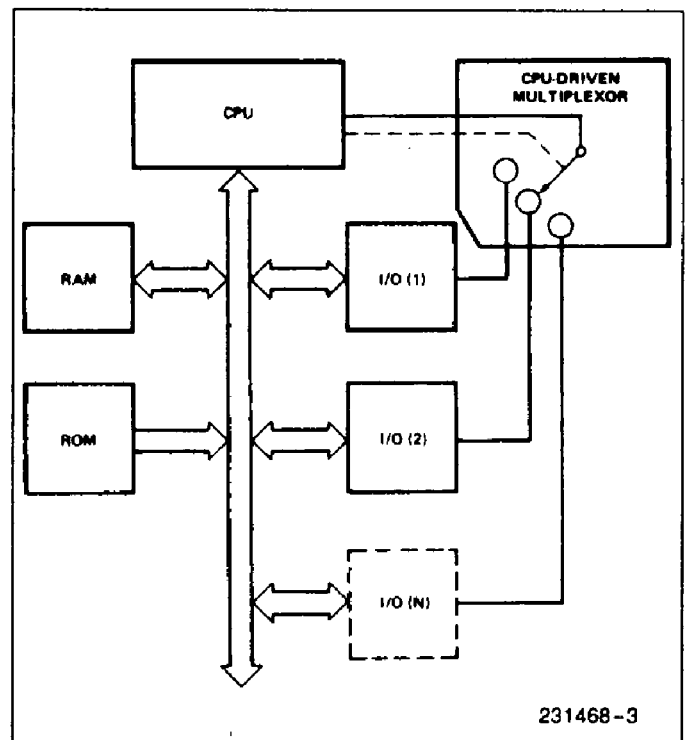 CPU-DRIVEN
MULTIPLEXOR
CPU
RAM
I/O (1)
ROM
I/O (2)
I/O (N)
231468-3